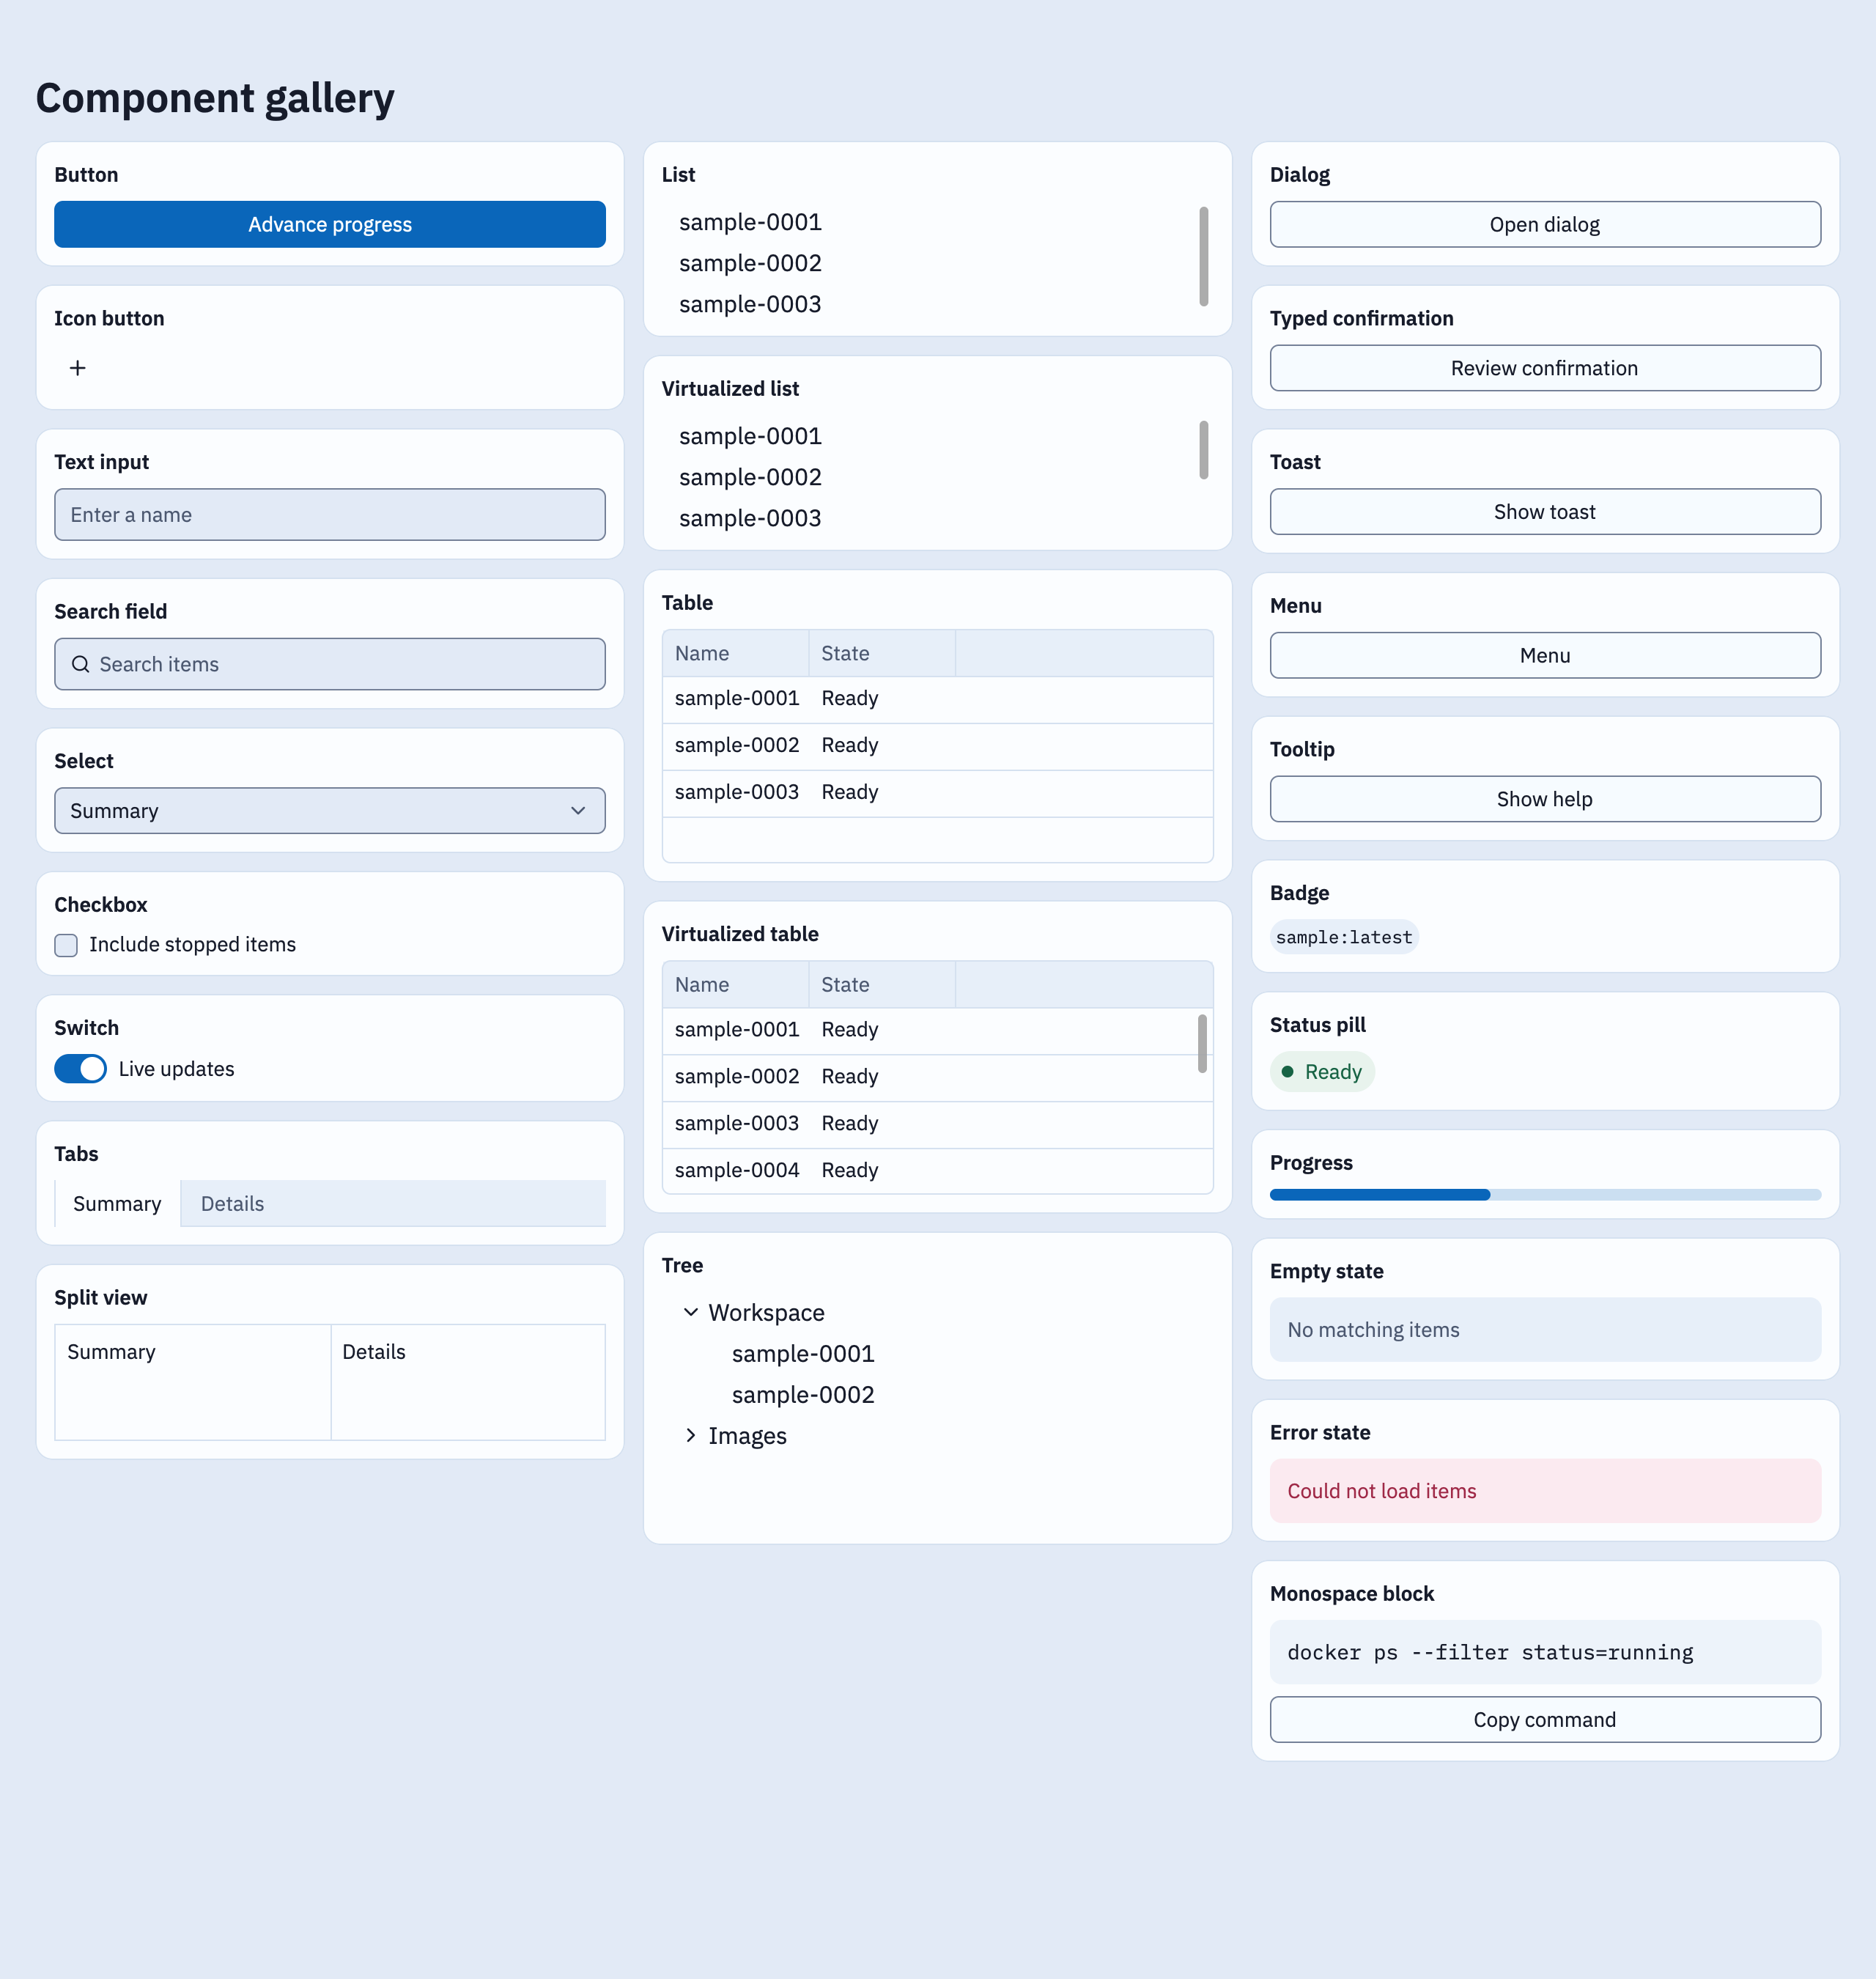 Component gallery
Button
Advance progress
Icon button
Text input
Enter a name
Search field
Search items
Select
Summary
Checkbox
Include stopped items
Switch
Live updates
Tabs
Summary Details
Split view
Summary Details
List
sample-0001
sample-0002
sample-0003
Virtualized list
sample-0001
sample-0002
sample-0003
Table
Name State
sample-0001 Ready
sample-0002 Ready
sample-0003 Ready
Virtualized table
Name State
sample-0001 Ready
sample-0002 Ready
sample-0003 Ready
sample-0004 Ready
Tree
Workspace
sample-0001
sample-0002
Images
Dialog
Open dialog
Typed confirmation
Review confirmation
Toast
Show toast
Menu
Menu
Tooltip
Show help
Badge
sample:latest
Status pill
Ready
Progress
Empty state
No matching items
Error state
Could not load items
Monospace block
docker ps --filter status=running
Copy command